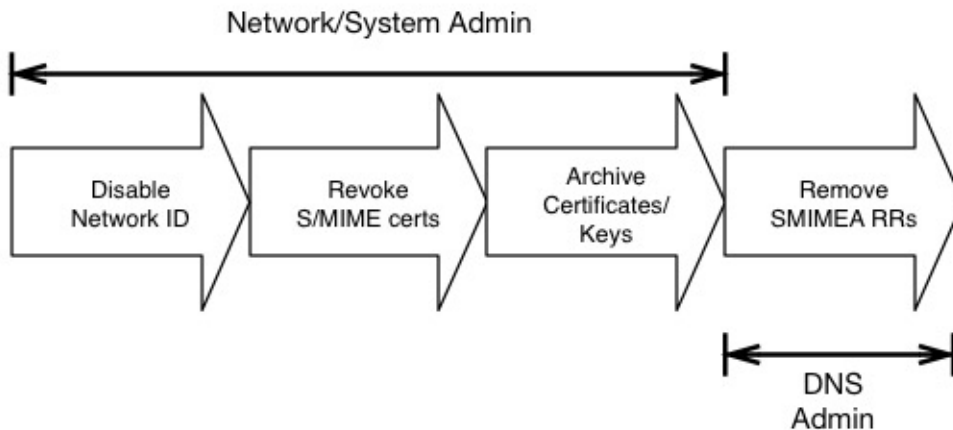 Network/System Admin
Disable
Network ID
Revoke
S/MIME certs
Archive
Certificates/
Keys
Remove
SMIMEA RRs
DNS
Admin